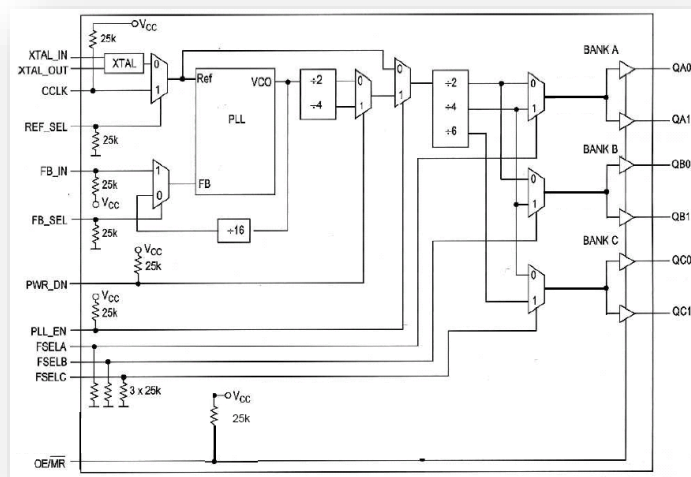 VCC
25k
XTAL_IN
XTAL
XTAL_OUT
CCLK
0
1
Ref
VCO
PLL
FB
÷2
÷4
0
1
0
1
÷2
÷4
÷6
0
1
BANK A
QA0
QA1
REF_SEL
25k
FB_IN
25k
VCC
1
0
FB_SEL
25k
÷16
BANK B
0
1
QB0
QB1
VCC
25k
PWR_DN
BANK C
0
1
QC0
QC1
VCC
25k
PLL_EN
FSELA
FSELB
FSELC
3 x 25k
VCC
25k
OE/MR